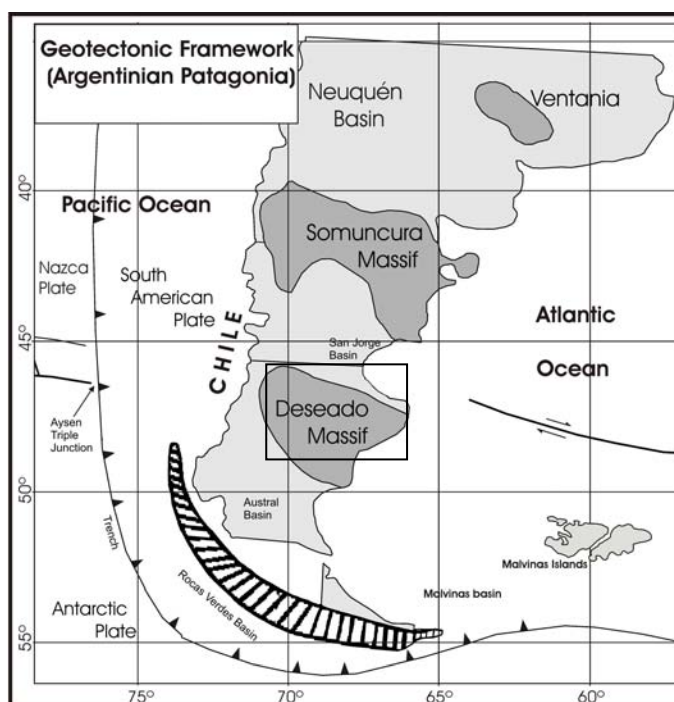 Geotectonic Framework
(Argentinian Patagonia)
Neuquén
Basin
Ventania
40°
Pacific Ocean
Somuncura
Massif
Nazca
Plate
South
American
Plate
CHILE
Atlantic
Ocean
45°
San Jorge
Basin
Deseado
Massif
Aysen
Triple
Junction
50°
Austral
Basin
Trench
Malvinas Islands
Rocas Verdes Basin
Malvinas basin
Antarctic
Plate
55°
75°
70°
65°
60°